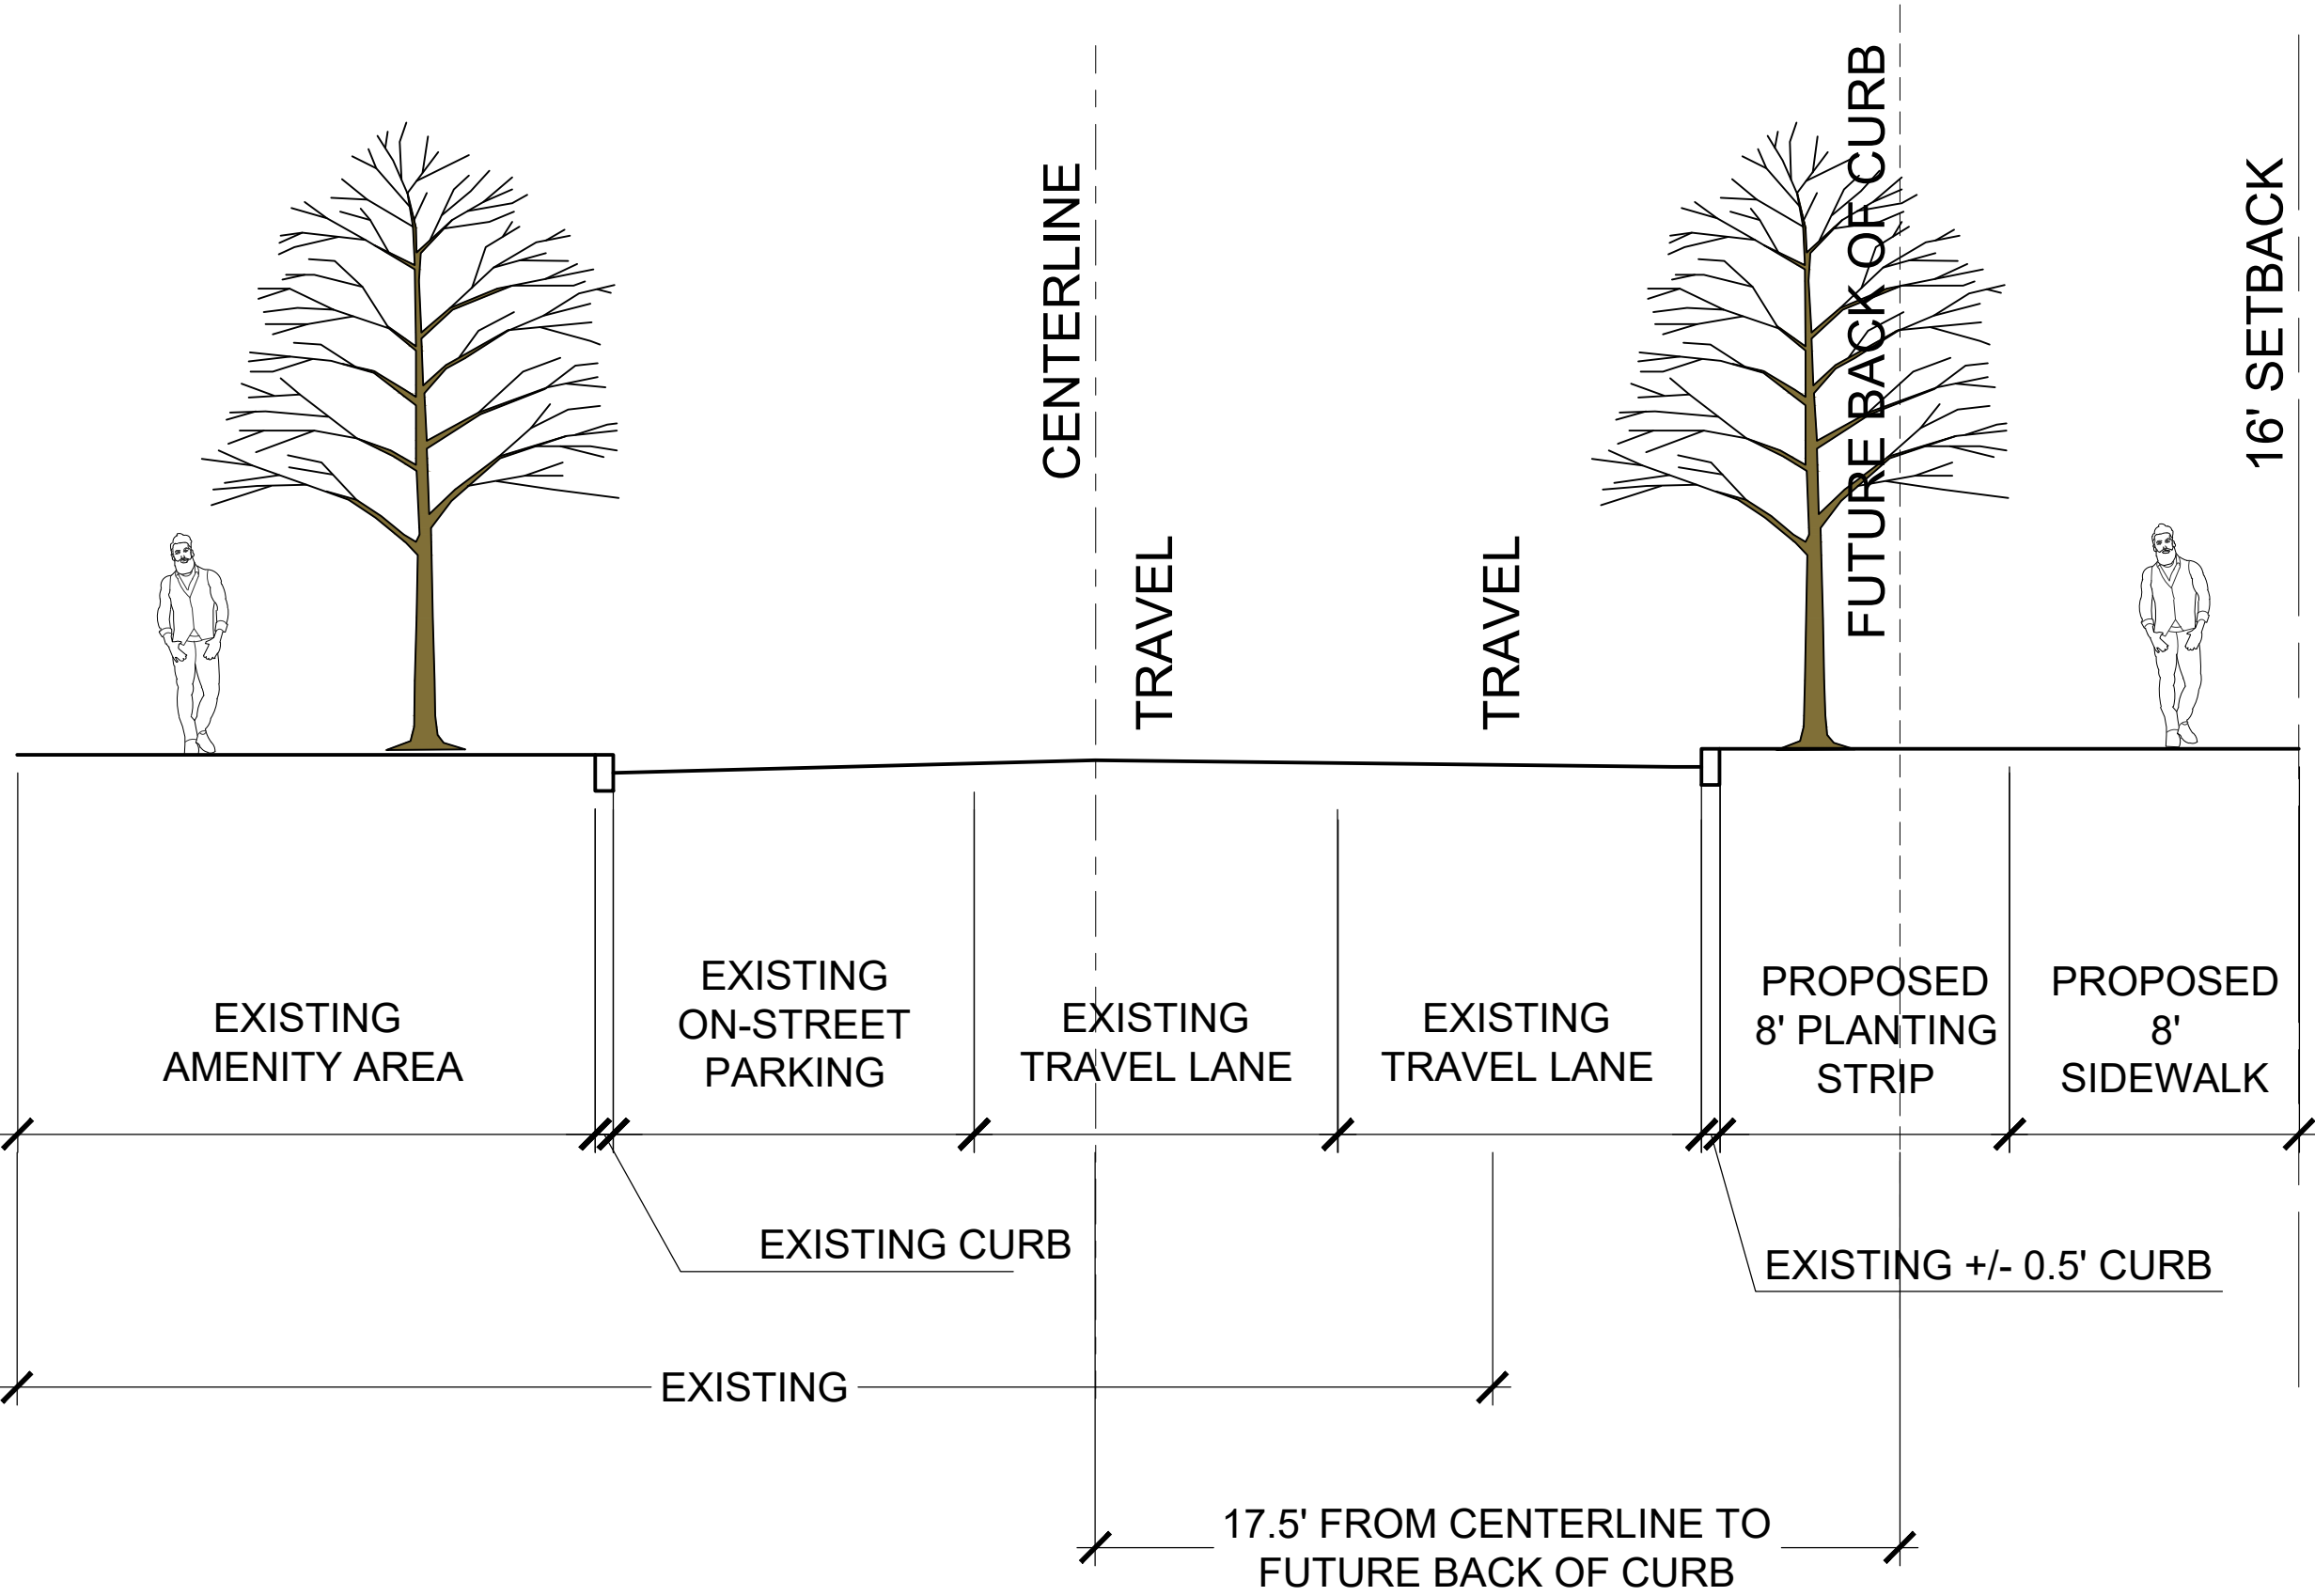 FUTURE BACK OF CURB
CENTERLINE
16' SETBACK
TRAVEL
TRAVEL
EXISTING
AMENITY AREA
EXISTING
ON-STREET
PARKING
EXISTING
TRAVEL LANE
EXISTING
TRAVEL LANE
PROPOSED
8' PLANTING
STRIP
PROPOSED
8'
SIDEWALK
EXISTING CURB
EXISTING +/- 0.5' CURB
EXISTING
17.5' FROM CENTERLINE TO
FUTURE BACK OF CURB